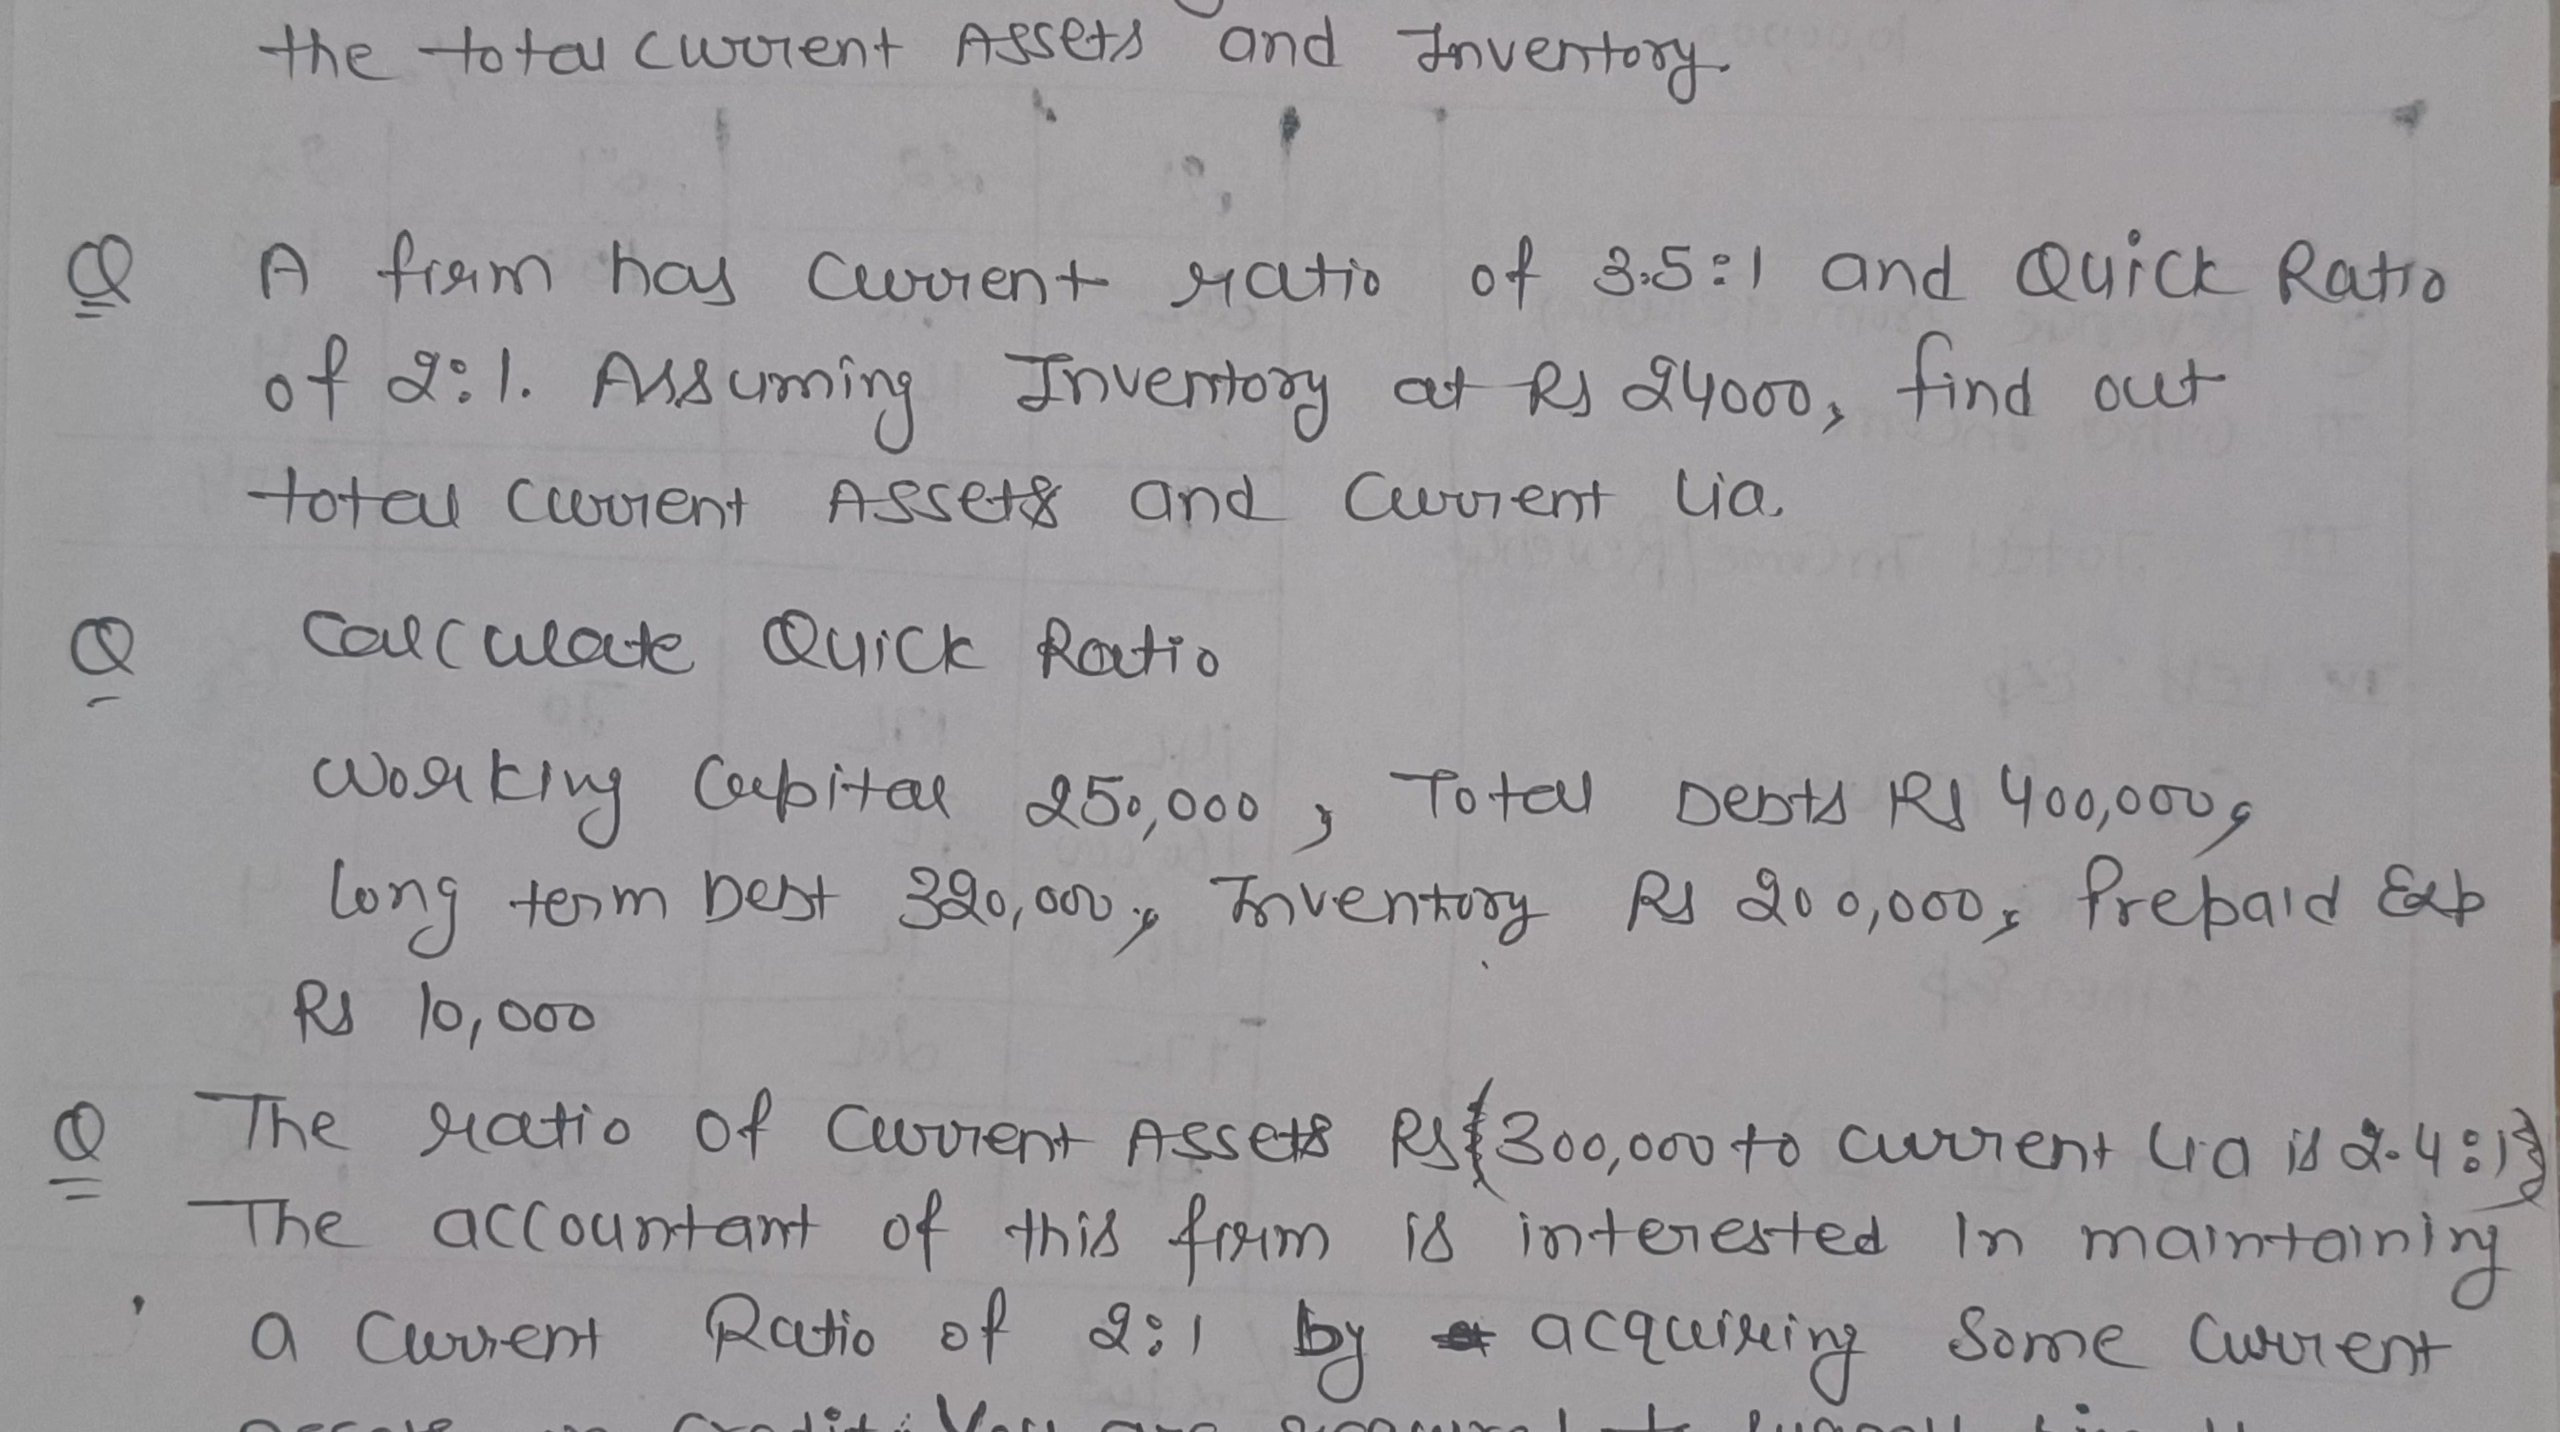 the total current Assets and Inventory.
Q A firm has current ratio of 3.5:1 and Quick Ratio
of 2:1. Assuming Inventory at Rs 24000, find out
total current Assets and Current Lia.
Q Calculate Quick Ratio
Working Capital 250,000, Total Debts Rs 400,000,
long term Debt 320,000, Inventory Rs 200,000, Prepaid Exp
Rs 10,000
Q The ratio of Current Assets Rs {300,000 to current Lia is 2.4:1}
The accountant of this firm is interested in maintaining
a Current Ratio of 2:1 by acquiring some Current
credit. You are